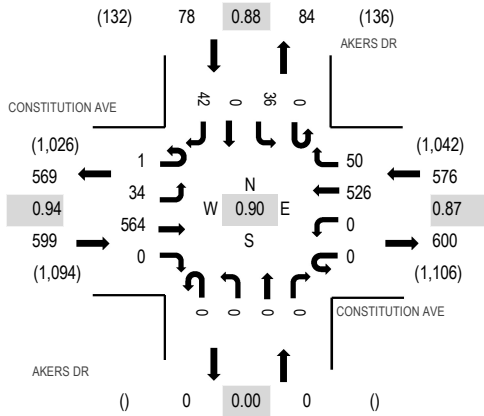 (132) 78 0.88 84 (136)
AKERS DR
42 0 36 0
CONSTITUTION AVE
(1,026) 1 50 (1,042)
569 576
34 N 526
0.94 W 0.90 E 0.87
599 564 S 0 600
(1,094) 0 0 (1,106)
0 0 0 0
CONSTITUTION AVE
AKERS DR
() 0 0.00 0 ()